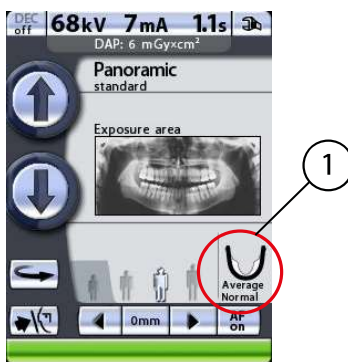 DEC off 68kV 7mA 1.1s
DAP: 6 mGy×cm²
Panoramic
standard
Exposure area
1
Average
Normal
0mm
AF
on